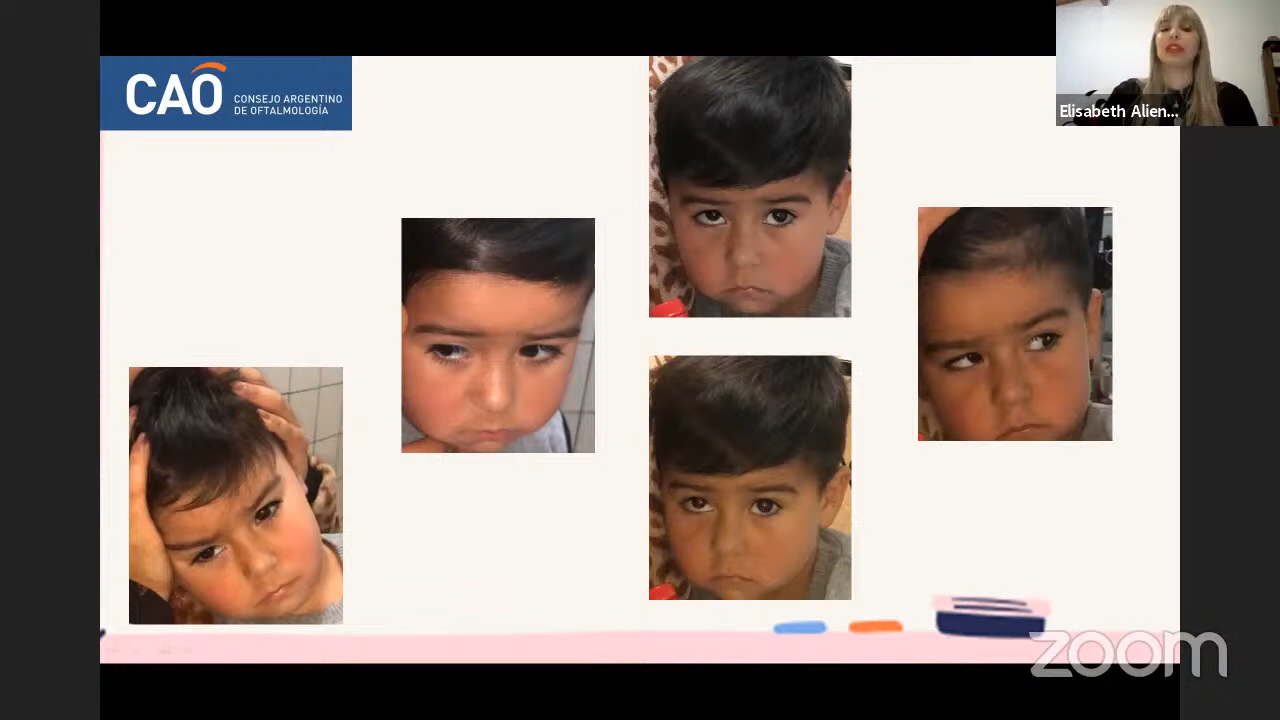 CAO
CONSEJO ARGENTINO
DE OFTALMOLOGÍA
Elisabeth Alien...
zoom